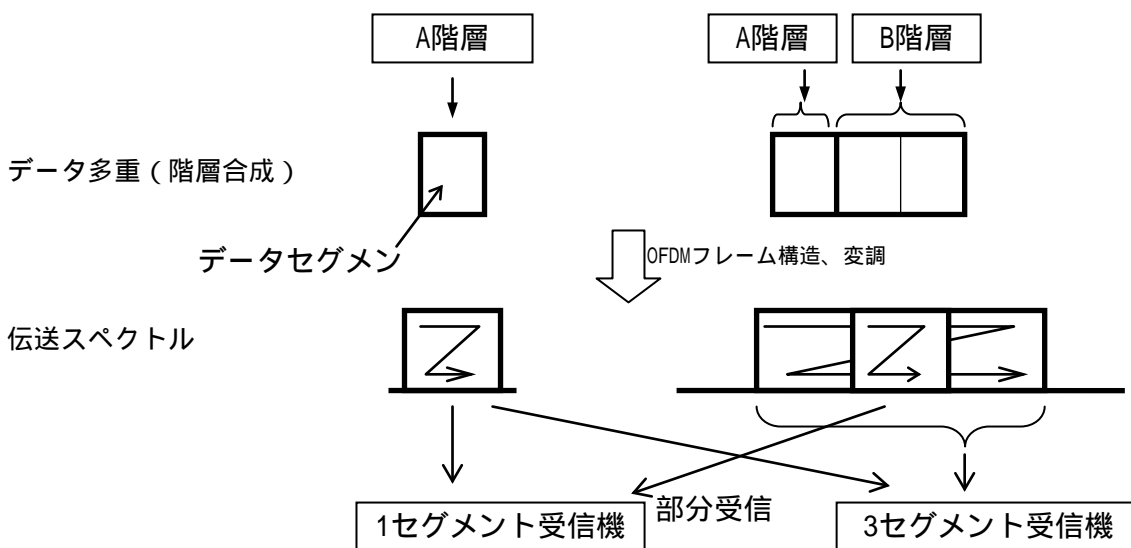 A階層
A階層
B階層
データ多重(階層合成)
データセグメン
OFDMフレーム構造、変調
伝送スペクトル
部分受信
1セグメント受信機
3セグメント受信機